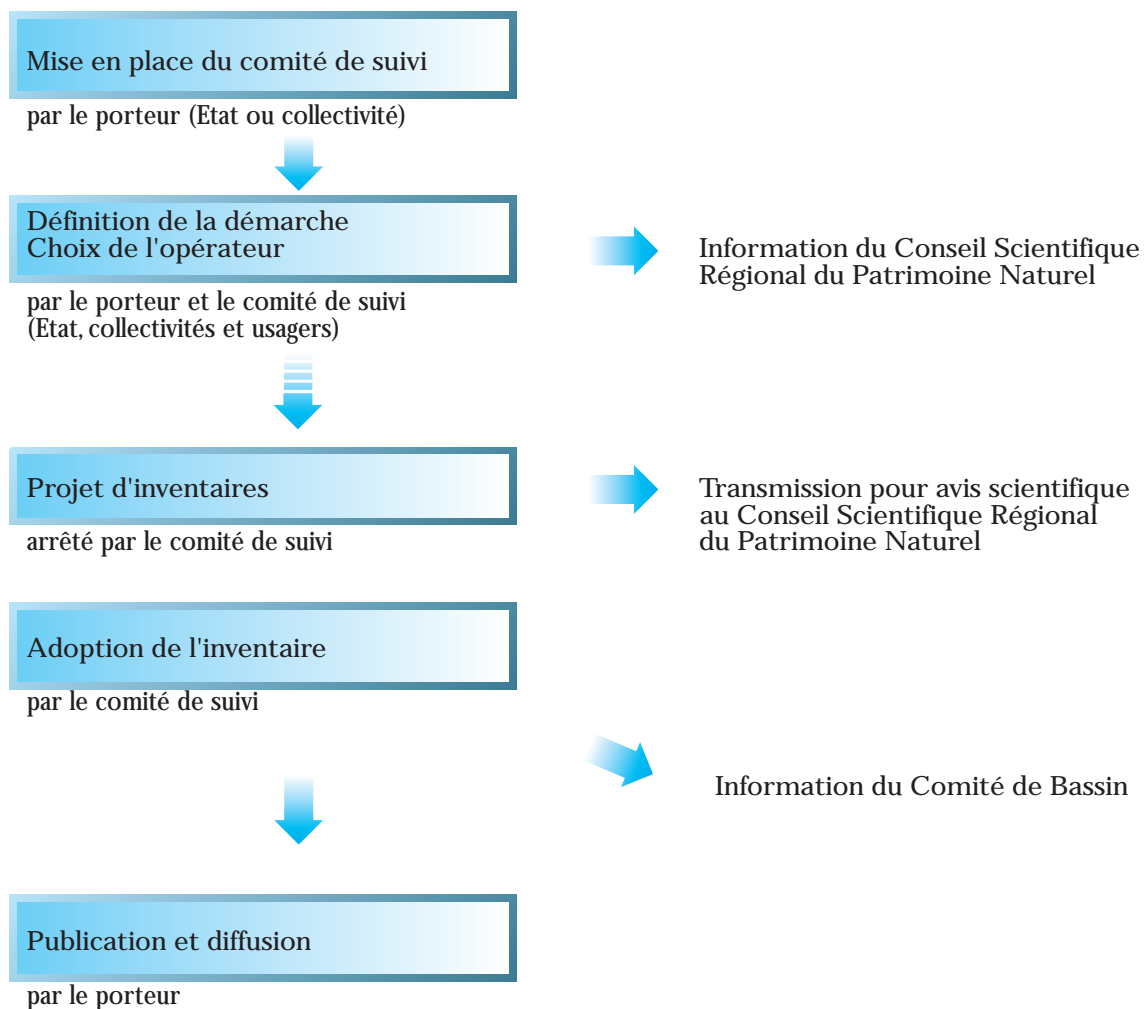 Mise en place du comité de suivi
par le porteur (Etat ou collectivité)
Définition de la démarche
Choix de l'opérateur
par le porteur et le comité de suivi
(Etat, collectivités et usagers)
Information du Conseil Scientifique
Régional du Patrimoine Naturel
Projet d'inventaires
arrêté par le comité de suivi
Transmission pour avis scientifique
au Conseil Scientifique Régional
du Patrimoine Naturel
Adoption de l'inventaire
par le comité de suivi
Information du Comité de Bassin
Publication et diffusion
par le porteur